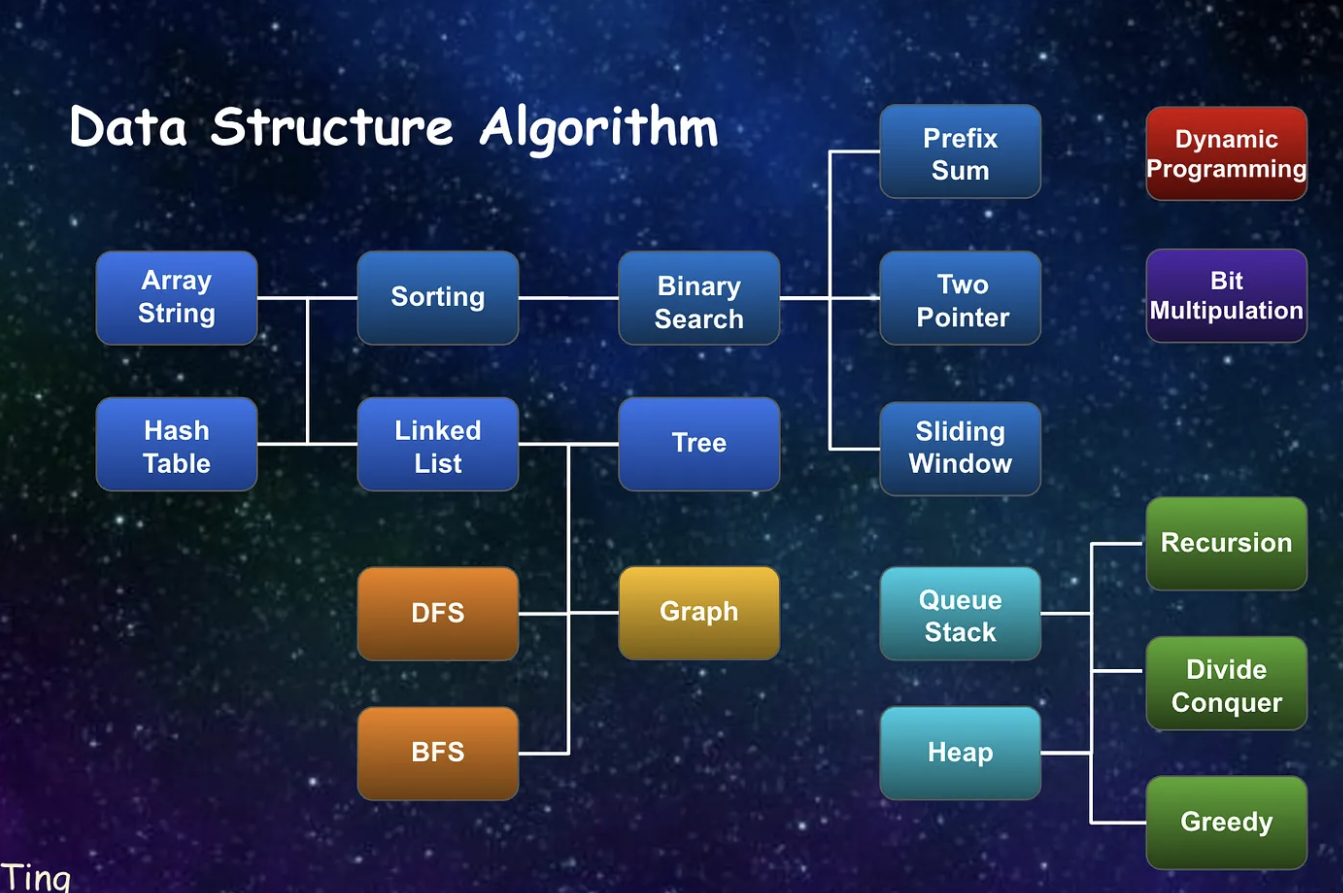 Data Structure Algorithm
Prefix
Sum
Dynamic
Programming
Array
String
Sorting
Binary
Search
Two
Pointer
Bit
Multipulation
Hash
Table
Linked
List
Tree
Sliding
Window
Recursion
DFS
Graph
Queue
Stack
Divide
Conquer
BFS
Heap
Greedy
Ting